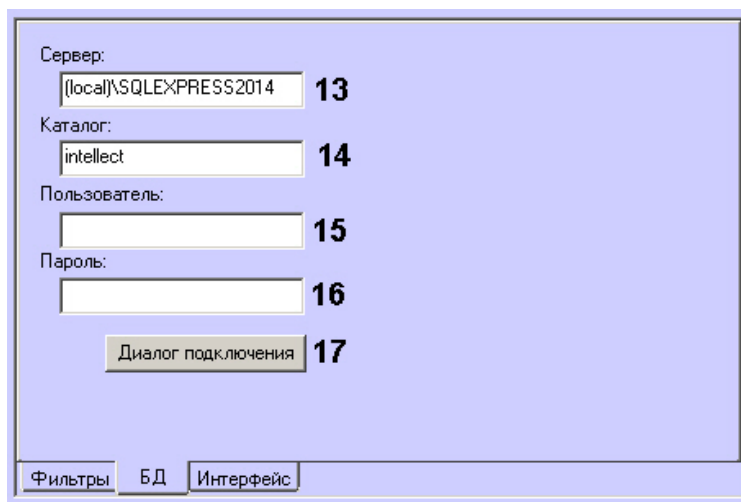 Сервер:
(local)\SQLEXPRESS2014 13
Каталог:
intellect 14
Пользователь:
15
Пароль:
16
Диалог подключения 17
Фильтры БД Интерфейс